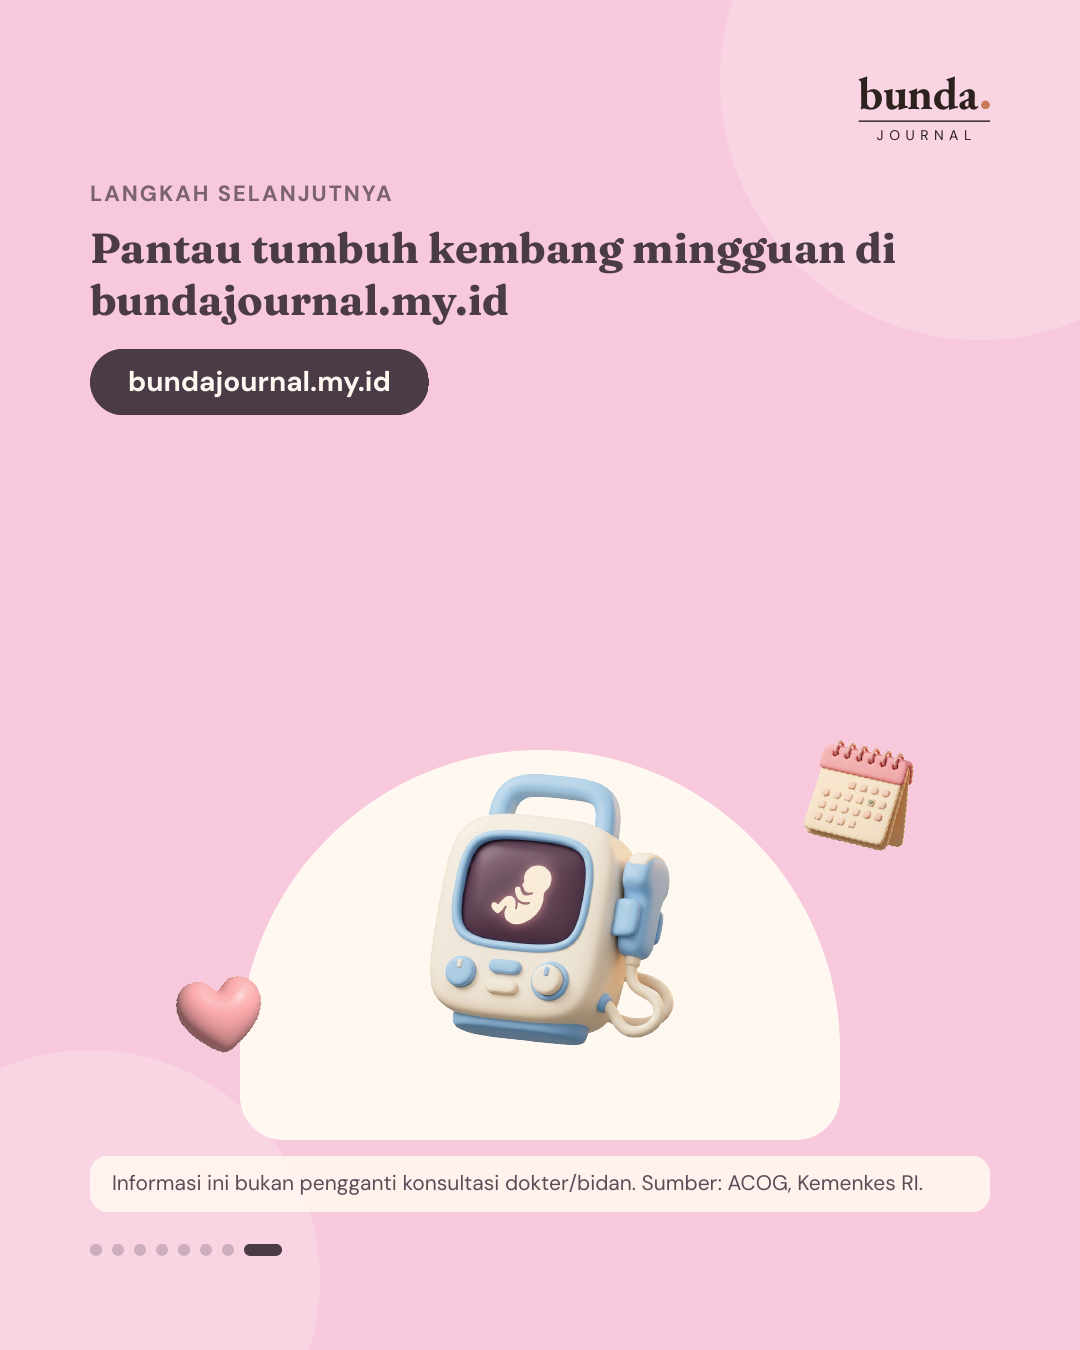 bunda.
JOURNAL
LANGKAH SELANJUTNYA
Pantau tumbuh kembang mingguan di
bundajournal.my.id
bundajournal.my.id
Informasi ini bukan pengganti konsultasi dokter/bidan. Sumber: ACOG, Kemenkes RI.